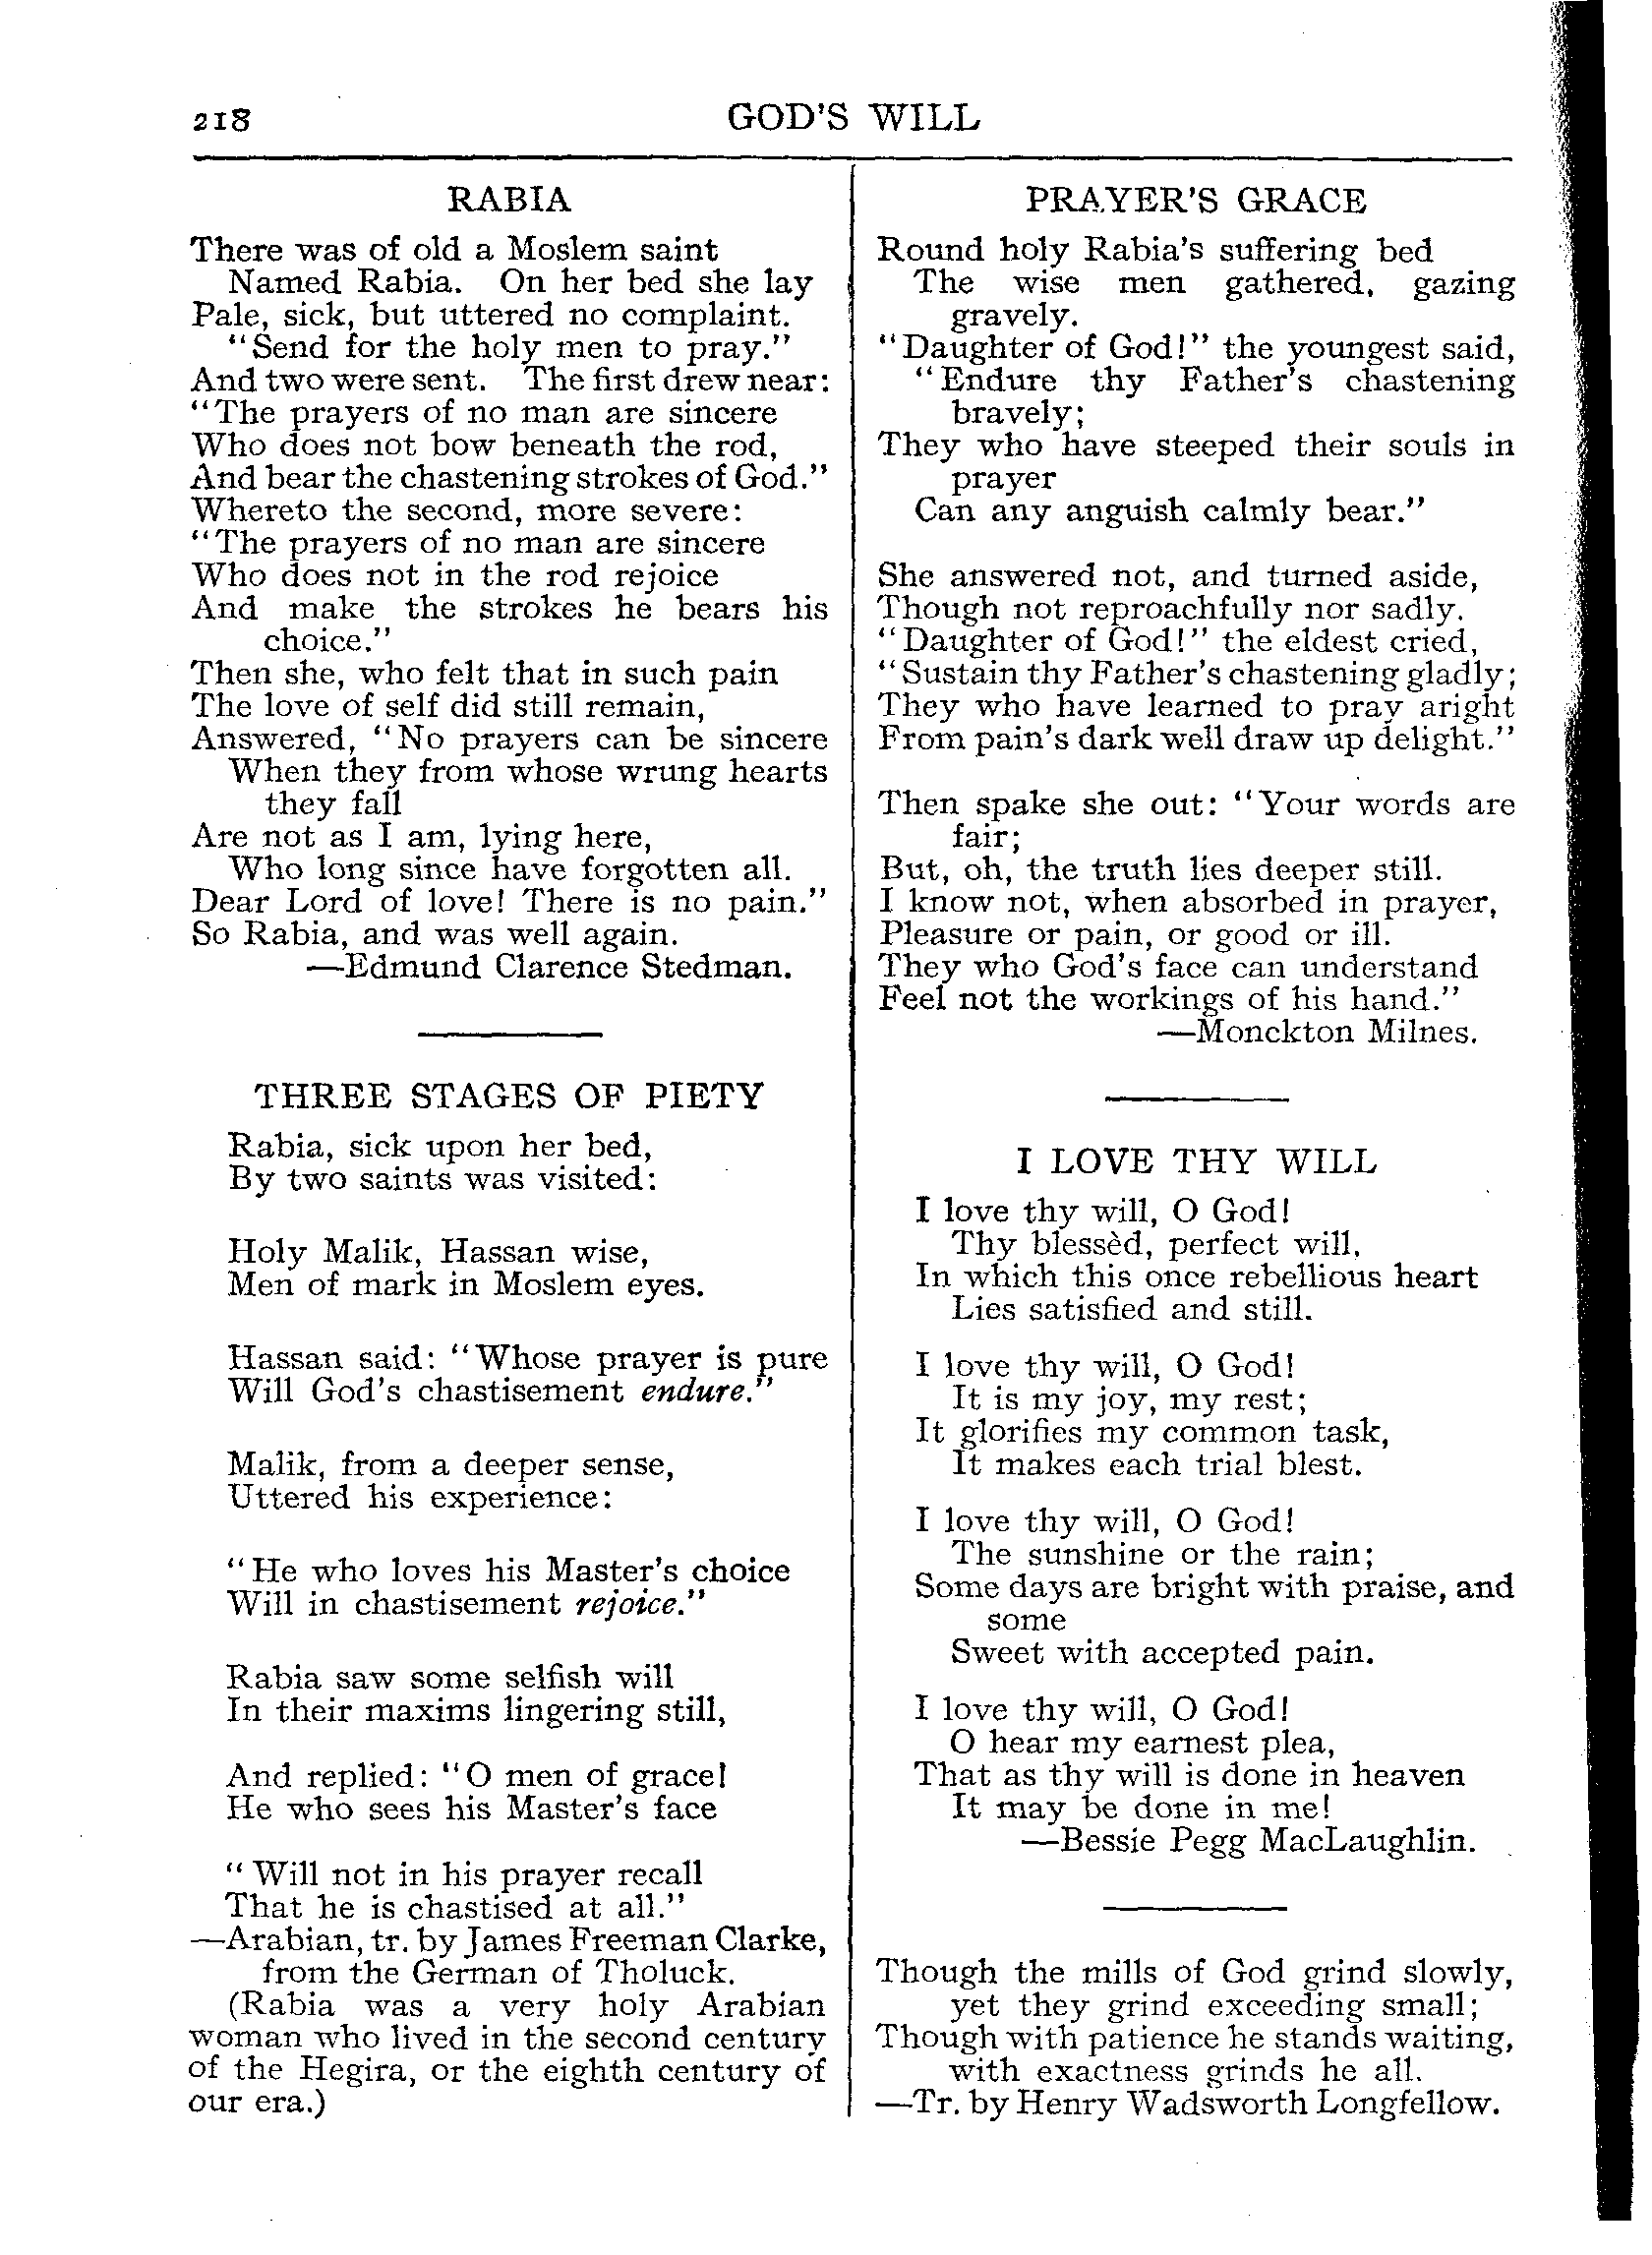 218
GOD'S WILL
RABIA
There was of old a Moslem saint
Named Rabia. On her bed she lay
Pale, sick, but uttered no complaint.
"Send for the holy men to pray."
And two were sent. The first drew near:
"The prayers of no man are sincere
Who does not bow beneath the rod,
And bear the chastening strokes of God."
Whereto the second, more severe:
"The prayers of no man are sincere
Who does not in the rod rejoice
And make the strokes he bears his
choice."
Then she, who felt that in such pain
The love of self did still remain,
Answered, "No prayers can be sincere
When they from whose wrung hearts
they fall
Are not as I am, lying here,
Who long since have forgotten all.
Dear Lord of love! There is no pain."
So Rabia, and was well again.
—Edmund Clarence Stedman.
THREE STAGES OF PIETY
Rabia, sick upon her bed,
By two saints was visited:
Holy Malik, Hassan wise,
Men of mark in Moslem eyes.
Hassan said: "Whose prayer is pure
Will God's chastisement endure."
Malik, from a deeper sense,
Uttered his experience:
"He who loves his Master's choice
Will in chastisement rejoice."
Rabia saw some selfish will
In their maxims lingering still,
And replied: "O men of grace!
He who sees his Master's face
"Will not in his prayer recall
That he is chastised at all."
—Arabian, tr. by James Freeman Clarke,
from the German of Tholuck.
(Rabia was a very holy Arabian
woman who lived in the second century
of the Hegira, or the eighth century of
our era.)
PRAYER'S GRACE
Round holy Rabia's suffering bed
The wise men gathered, gazing
gravely.
"Daughter of God!" the youngest said,
"Endure thy Father's chastening
bravely;
They who have steeped their souls in
prayer
Can any anguish calmly bear."
She answered not, and turned aside,
Though not reproachfully nor sadly.
"Daughter of God!" the eldest cried,
"Sustain thy Father's chastening gladly;
They who have learned to pray aright
From pain's dark well draw up delight."
Then spake she out: "Your words are
fair;
But, oh, the truth lies deeper still.
I know not, when absorbed in prayer,
Pleasure or pain, or good or ill.
They who God's face can understand
Feel not the workings of his hand."
—Monckton Milnes.
I LOVE THY WILL
I love thy will, O God!
Thy blessèd, perfect will,
In which this once rebellious heart
Lies satisfied and still.
I love thy will, O God!
It is my joy, my rest;
It glorifies my common task,
It makes each trial blest.
I love thy will, O God!
The sunshine or the rain;
Some days are bright with praise, and
some
Sweet with accepted pain.
I love thy will, O God!
O hear my earnest plea,
That as thy will is done in heaven
It may be done in me!
—Bessie Pegg MacLaughlin.
Though the mills of God grind slowly,
yet they grind exceeding small;
Though with patience he stands waiting,
with exactness grinds he all.
—Tr. by Henry Wadsworth Longfellow.